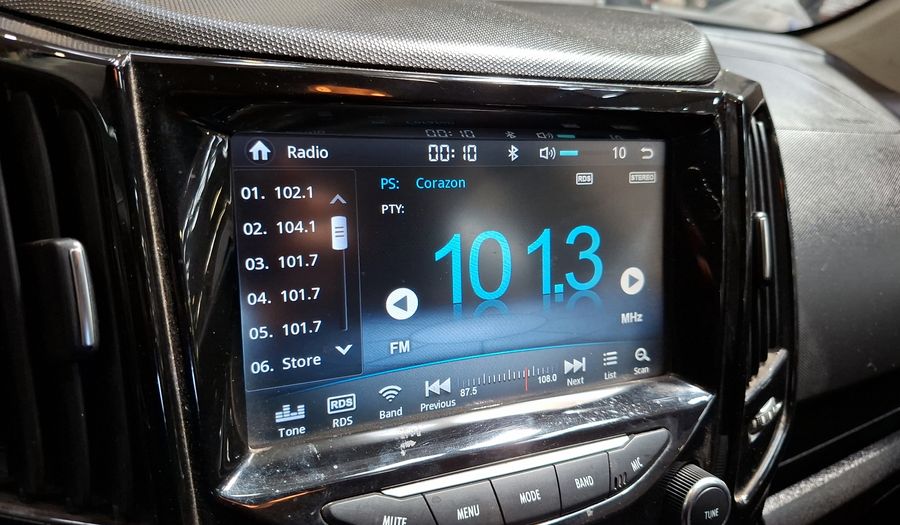 Radio 00:10 10
01. 102.1
02. 104.1
03. 101.7
04. 101.7
05. 101.7
06. Store
PS: Corazon RDS STEREO
PTY:
101.3
FM MHz
87.5 108.0
Tone RDS RDS Band Previous Next List Scan
MUTE MENU MODE BAND MIC
TUNE